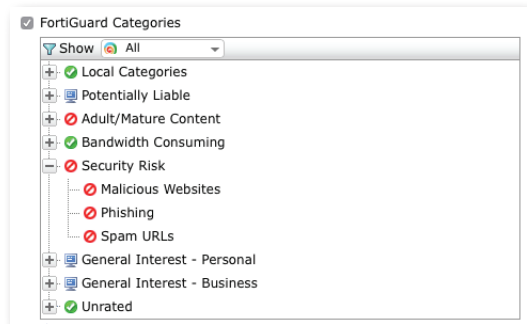 FortiGuard Categories
Show All
Local Categories
Potentially Liable
Adult/Mature Content
Bandwidth Consuming
Security Risk
Malicious Websites
Phishing
Spam URLs
General Interest - Personal
General Interest - Business
Unrated